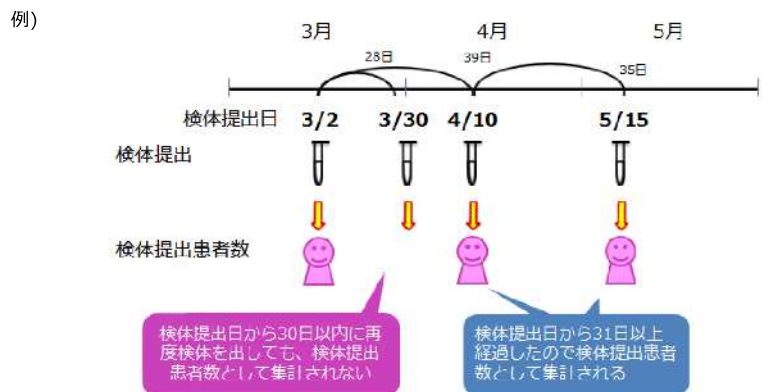 例)
3月 4月 5月
28日 39日 35日
検体提出日 3/2 3/30 4/10 5/15
検体提出
検体提出患者数
検体提出日から30日以内に再
度検体を出しても、検体提出
患者数として集計されない
検体提出日から31日以上
経過したので検体提出患者
数として集計される